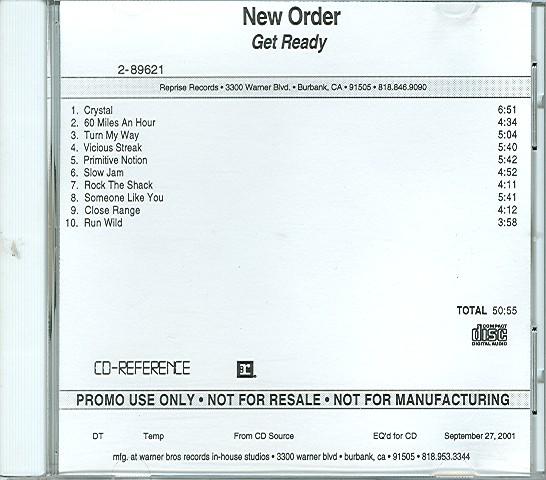 New Order
Get Ready
2-89621
Reprise Records • 3300 Warner Blvd. • Burbank, CA • 91505 • 818.846.9090
1. Crystal 6:51
2. 60 Miles An Hour 4:34
3. Turn My Way 5:04
4. Vicious Streak 5:40
5. Primitive Notion 5:42
6. Slow Jam 4:52
7. Rock The Shack 4:11
8. Someone Like You 5:41
9. Close Range 4:12
10. Run Wild 3:58
TOTAL 50:55
COMPACT
disc
DIGITAL AUDIO
CD-REFERENCE
PROMO USE ONLY • NOT FOR RESALE • NOT FOR MANUFACTURING
DT Temp From CD Source EQ'd for CD September 27, 2001
mfg. at warner bros records in-house studios • 3300 warner blvd • burbank, ca • 91505 • 818.953.3344